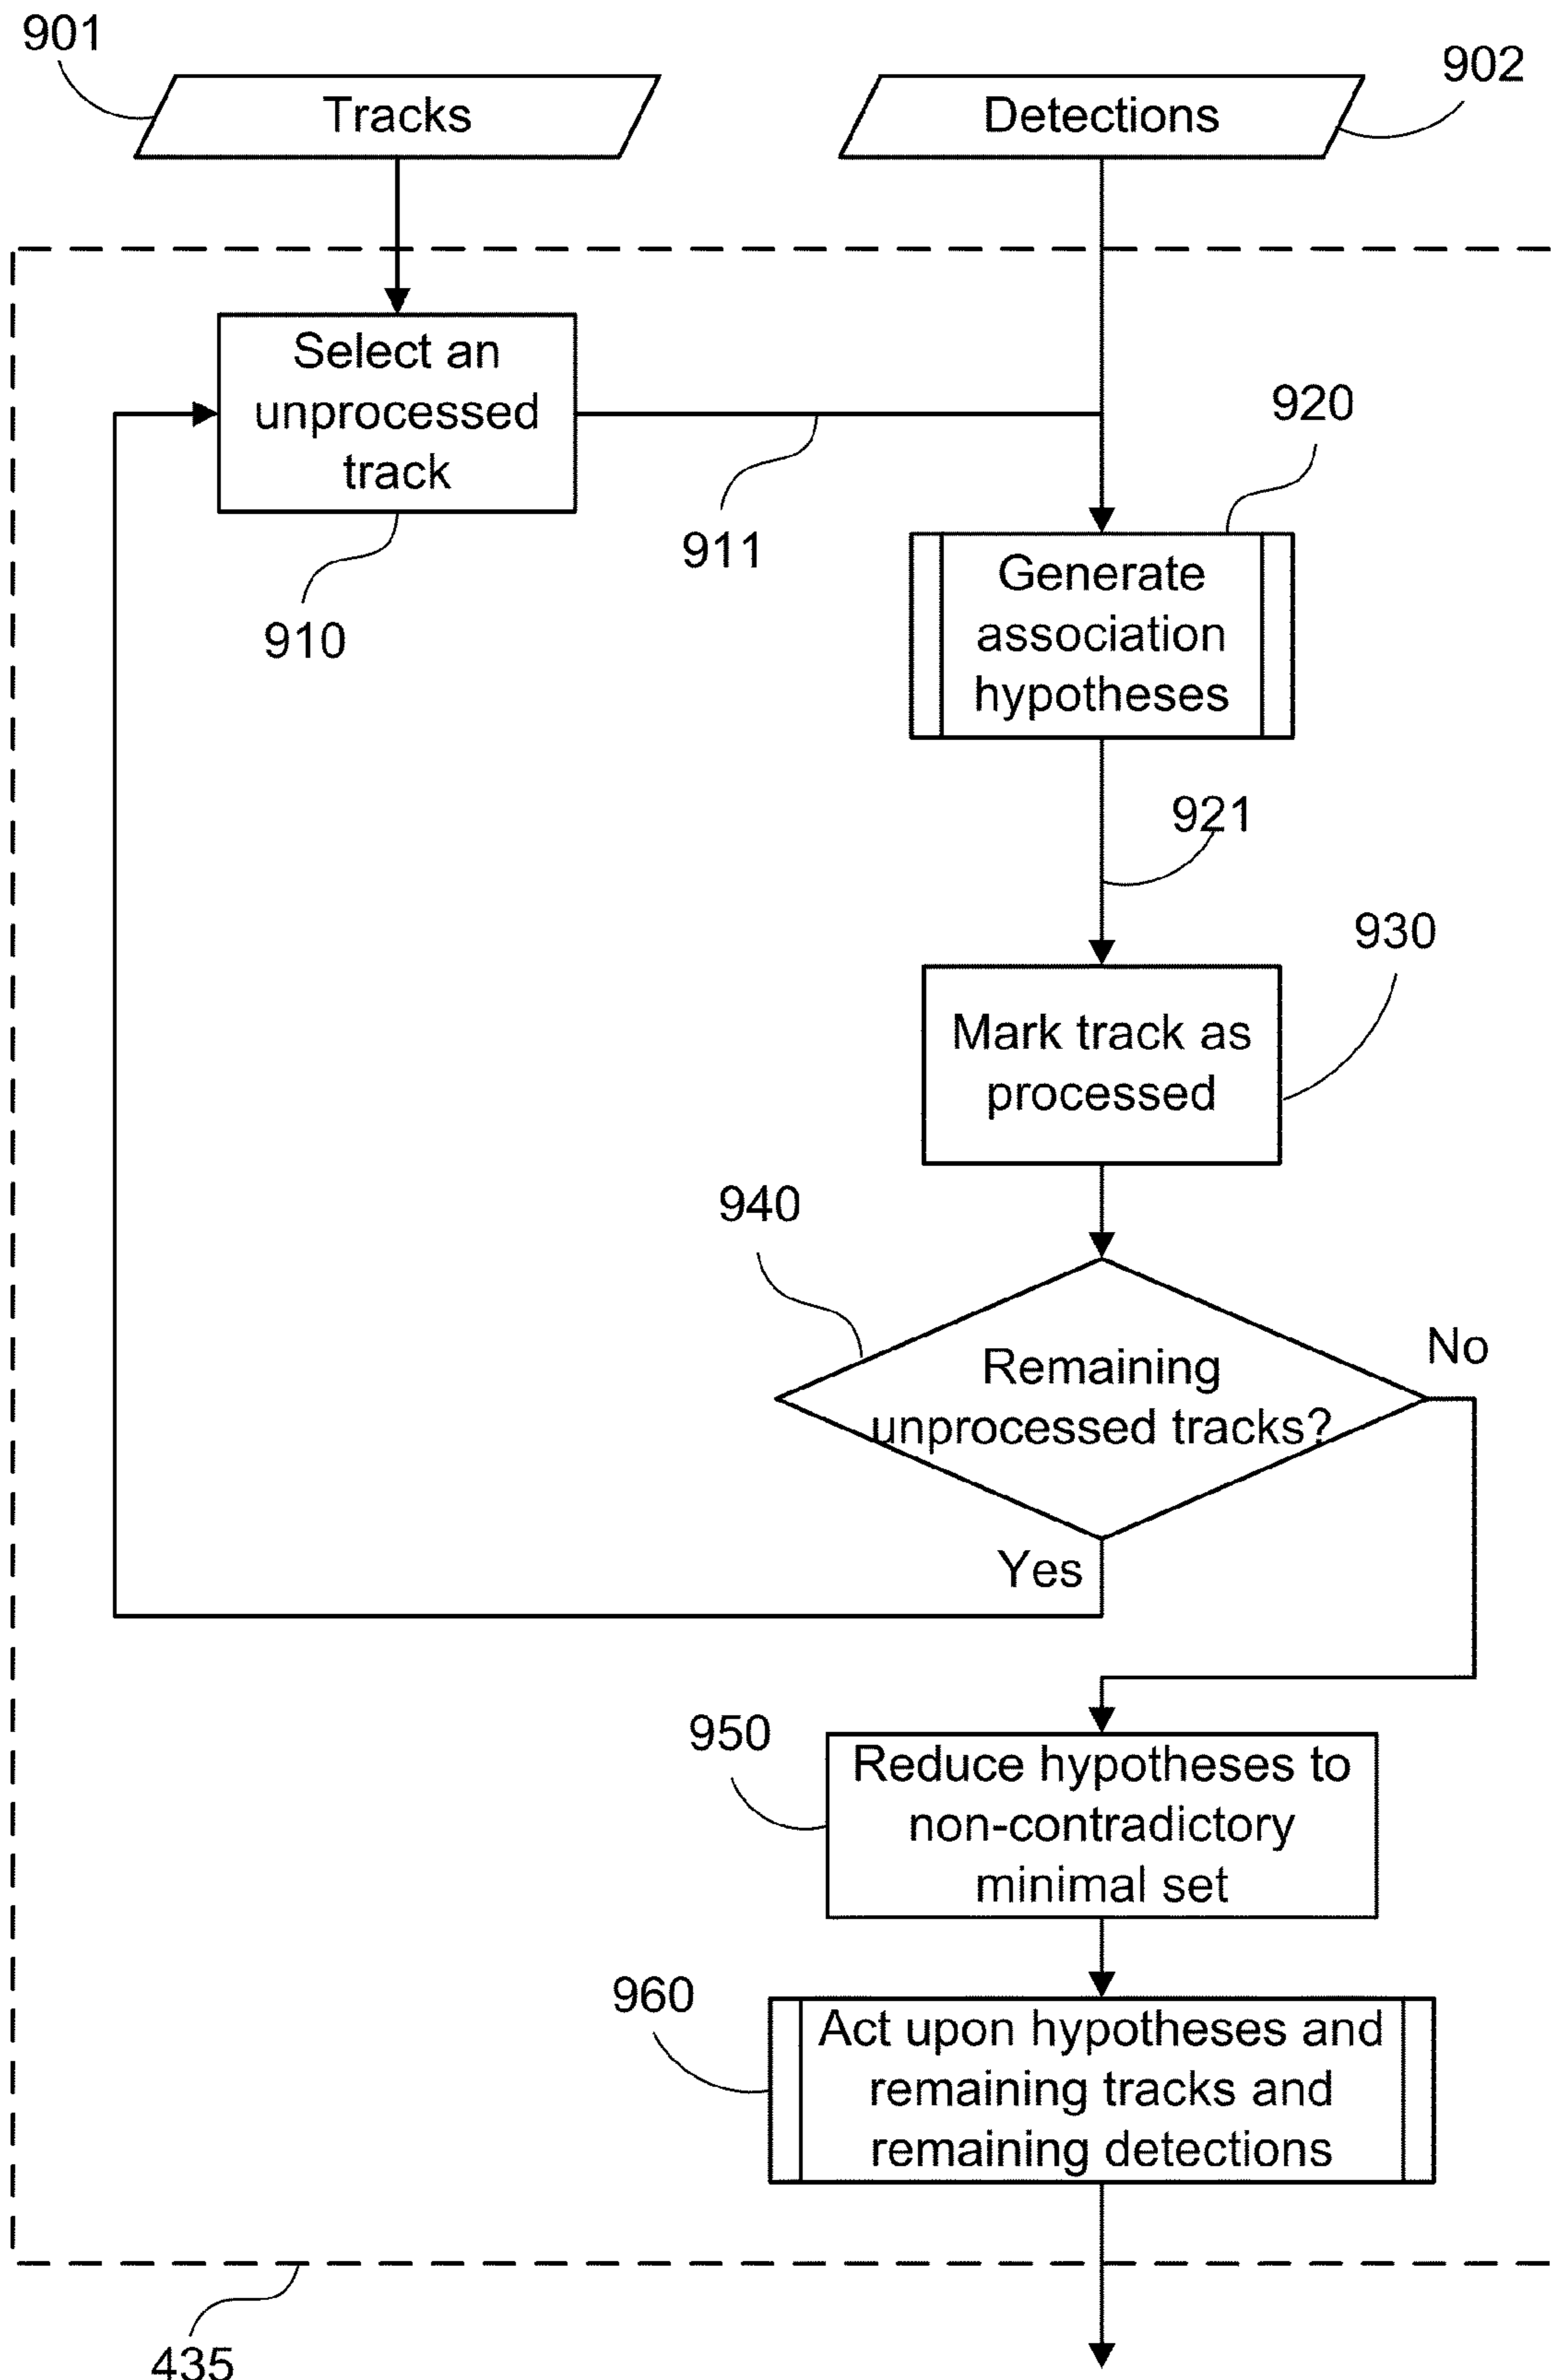 901
902
Tracks
Detections
Select an
unprocessed
track
920
911
910
Generate
association
hypotheses
921
930
Mark track as
processed
940
No
Remaining
unprocessed tracks?
Yes
950
Reduce hypotheses to
non-contradictory
minimal set
960
Act upon hypotheses and
remaining tracks and
remaining detections
435